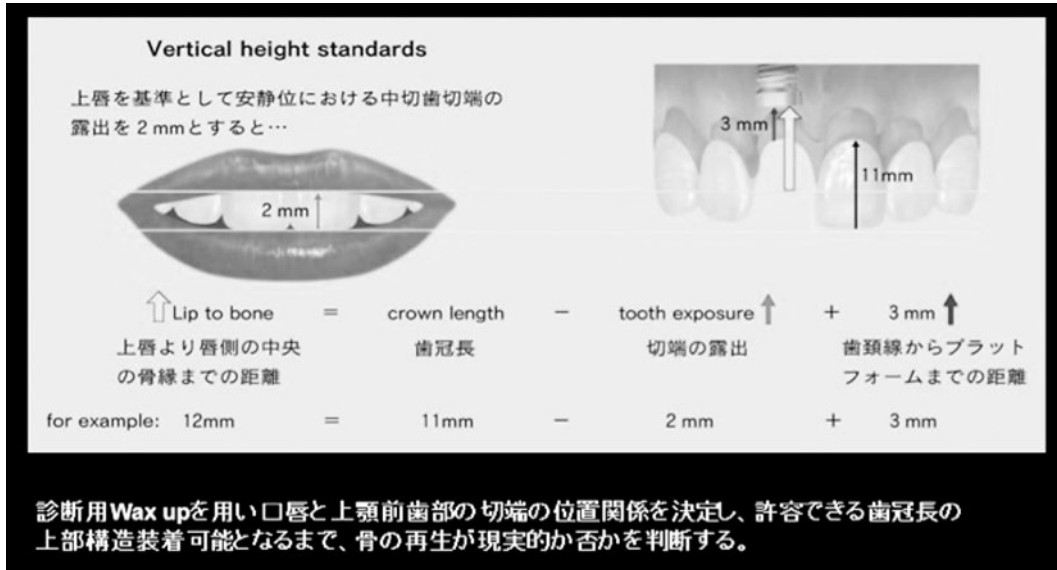 Vertical height standards
上唇を基準として安静位における中切歯切端の
露出を2mmとすると…
2 mm
3 mm
11mm
Lip to bone = crown length − tooth exposure + 3 mm
上唇より唇側の中央 歯冠長 切端の露出 歯頚線からプラット
の骨縁までの距離 フォームまでの距離
for example: 12mm = 11mm − 2 mm + 3 mm
診断用Wax upを用い口唇と上顎前歯部の切端の位置関係を決定し、許容できる歯冠長の
上部構造装着可能となるまで、骨の再生が現実的か否かを判断する。